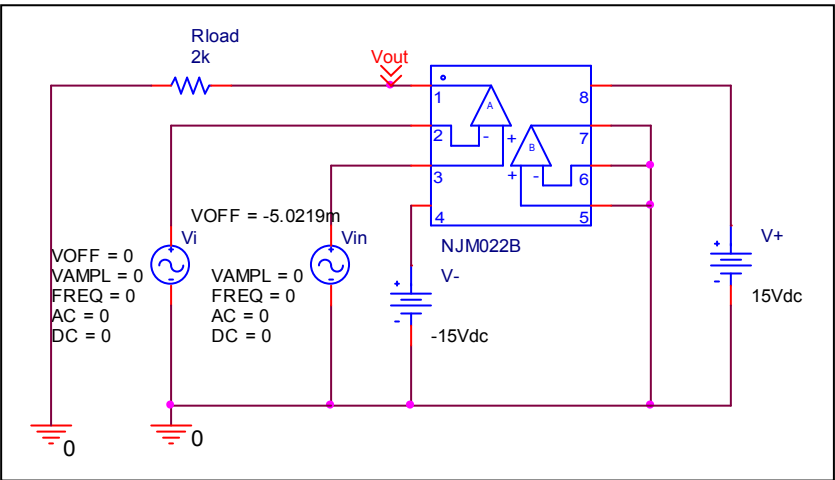 Rload
2k
Vout
1
2
3
4
8
7
6
5
A
B
-
+
+
-
NJM022B
VOFF = -5.0219m
Vi
Vin
VOFF = 0
VAMPL = 0
FREQ = 0
AC = 0
DC = 0
VAMPL = 0
FREQ = 0
AC = 0
DC = 0
V-
-15Vdc
V+
15Vdc
0
0